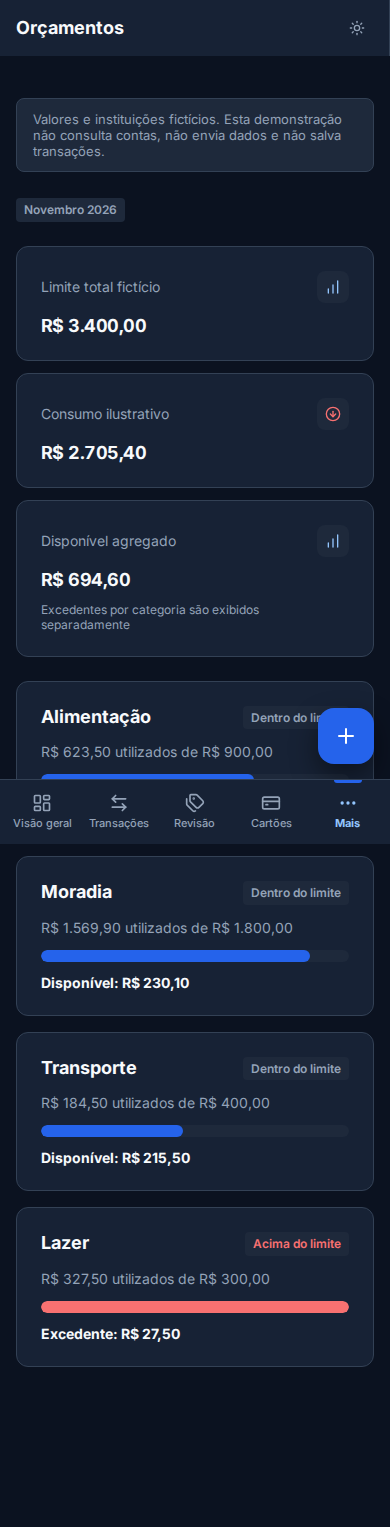 Orçamentos
Valores e instituições fictícios. Esta demonstração
não consulta contas, não envia dados e não salva
transações.
Novembro 2026
Limite total fictício
R$ 3.400,00
Consumo ilustrativo
R$ 2.705,40
Disponível agregado
R$ 694,60
Excedentes por categoria são exibidos
separadamente
Alimentação
Dentro do
R$ 623,50 utilizados de R$ 900,00
Visão geral
Transações
Revisão
Cartões
Mais
Moradia
Dentro do limite
R$ 1.569,90 utilizados de R$ 1.800,00
Disponível: R$ 230,10
Transporte
Dentro do limite
R$ 184,50 utilizados de R$ 400,00
Disponível: R$ 215,50
Lazer
Acima do limite
R$ 327,50 utilizados de R$ 300,00
Excedente: R$ 27,50